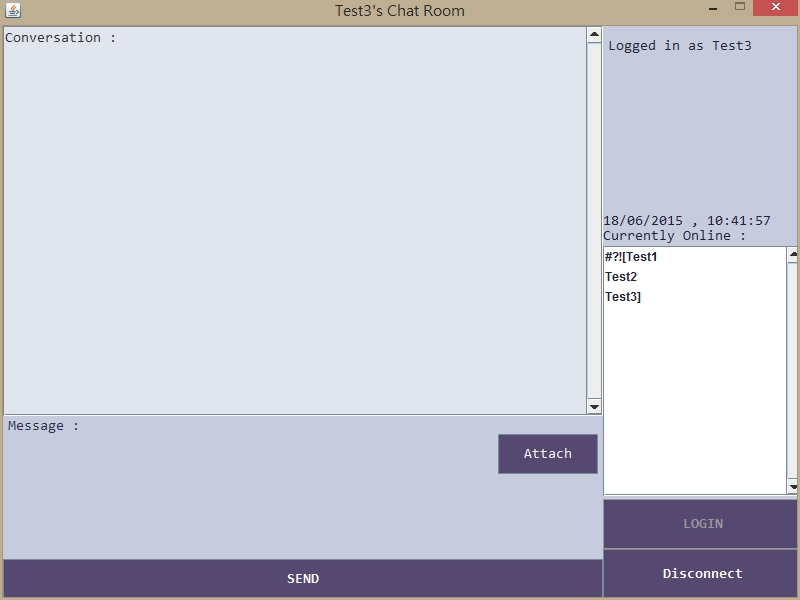 Test3's Chat Room
Conversation :
Logged in as Test3
18/06/2015 , 10:41:57
Currently Online :
#?![Test1
Test2
Test3]
Message :
Attach
LOGIN
SEND
Disconnect